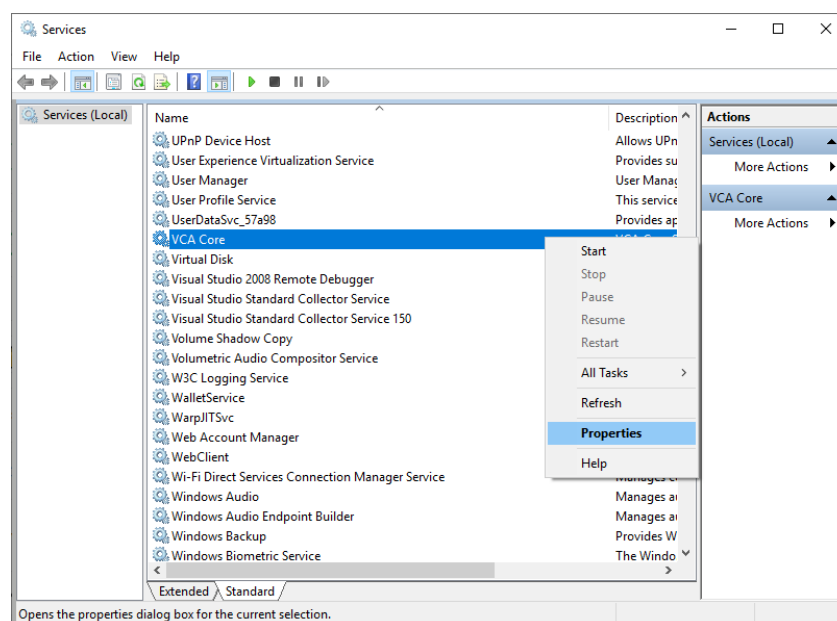 Services
File Action View Help
Services (Local)
Name Description
Actions
UPnP Device Host Allows UPn
Services (Local)
User Experience Virtualization Service Provides su
More Actions
User Manager User Manag
User Profile Service This service
VCA Core
UserDataSvc_57a98 Provides ap
More Actions
VCA Core
Virtual Disk
Visual Studio 2008 Remote Debugger
Visual Studio Standard Collector Service
Visual Studio Standard Collector Service 150
Volume Shadow Copy
Volumetric Audio Compositor Service
W3C Logging Service
WalletService
WarpJITSvc
Web Account Manager
WebClient
Wi-Fi Direct Services Connection Manager Service
Windows Audio Manages au
Windows Audio Endpoint Builder Manages au
Windows Backup Provides W
Windows Biometric Service The Windo
Start
Stop
Pause
Resume
Restart
All Tasks
Refresh
Properties
Help
Extended Standard
Opens the properties dialog box for the current selection.